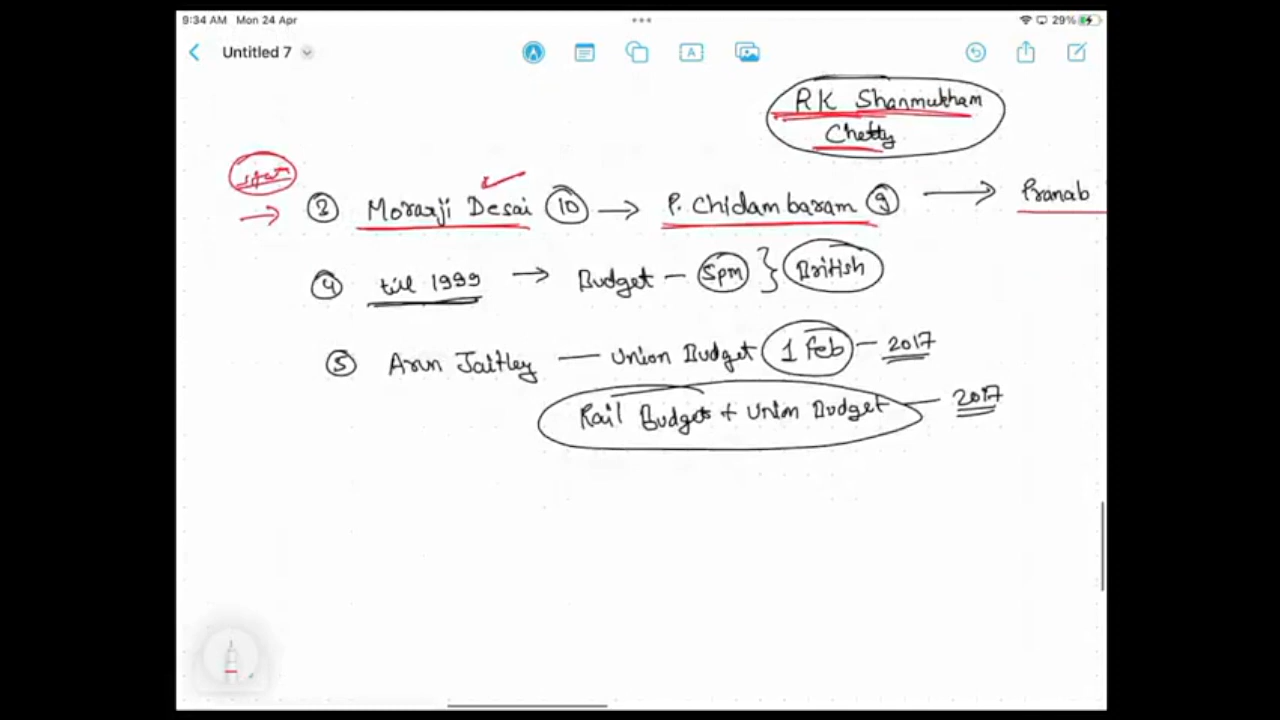 9:34 AM Mon 24 Apr
29%
Untitled 7
A
RK Shanmukham
Chetty
③ Morarji Desai ⑩ → P. Chidambaram ⑨ → Pranab
④ till 1999 → Budget - 5pm } British
⑤ Arun Jaitley — Union Budget 1 Feb - 2017
Rail Budget + Union Budget - 2017